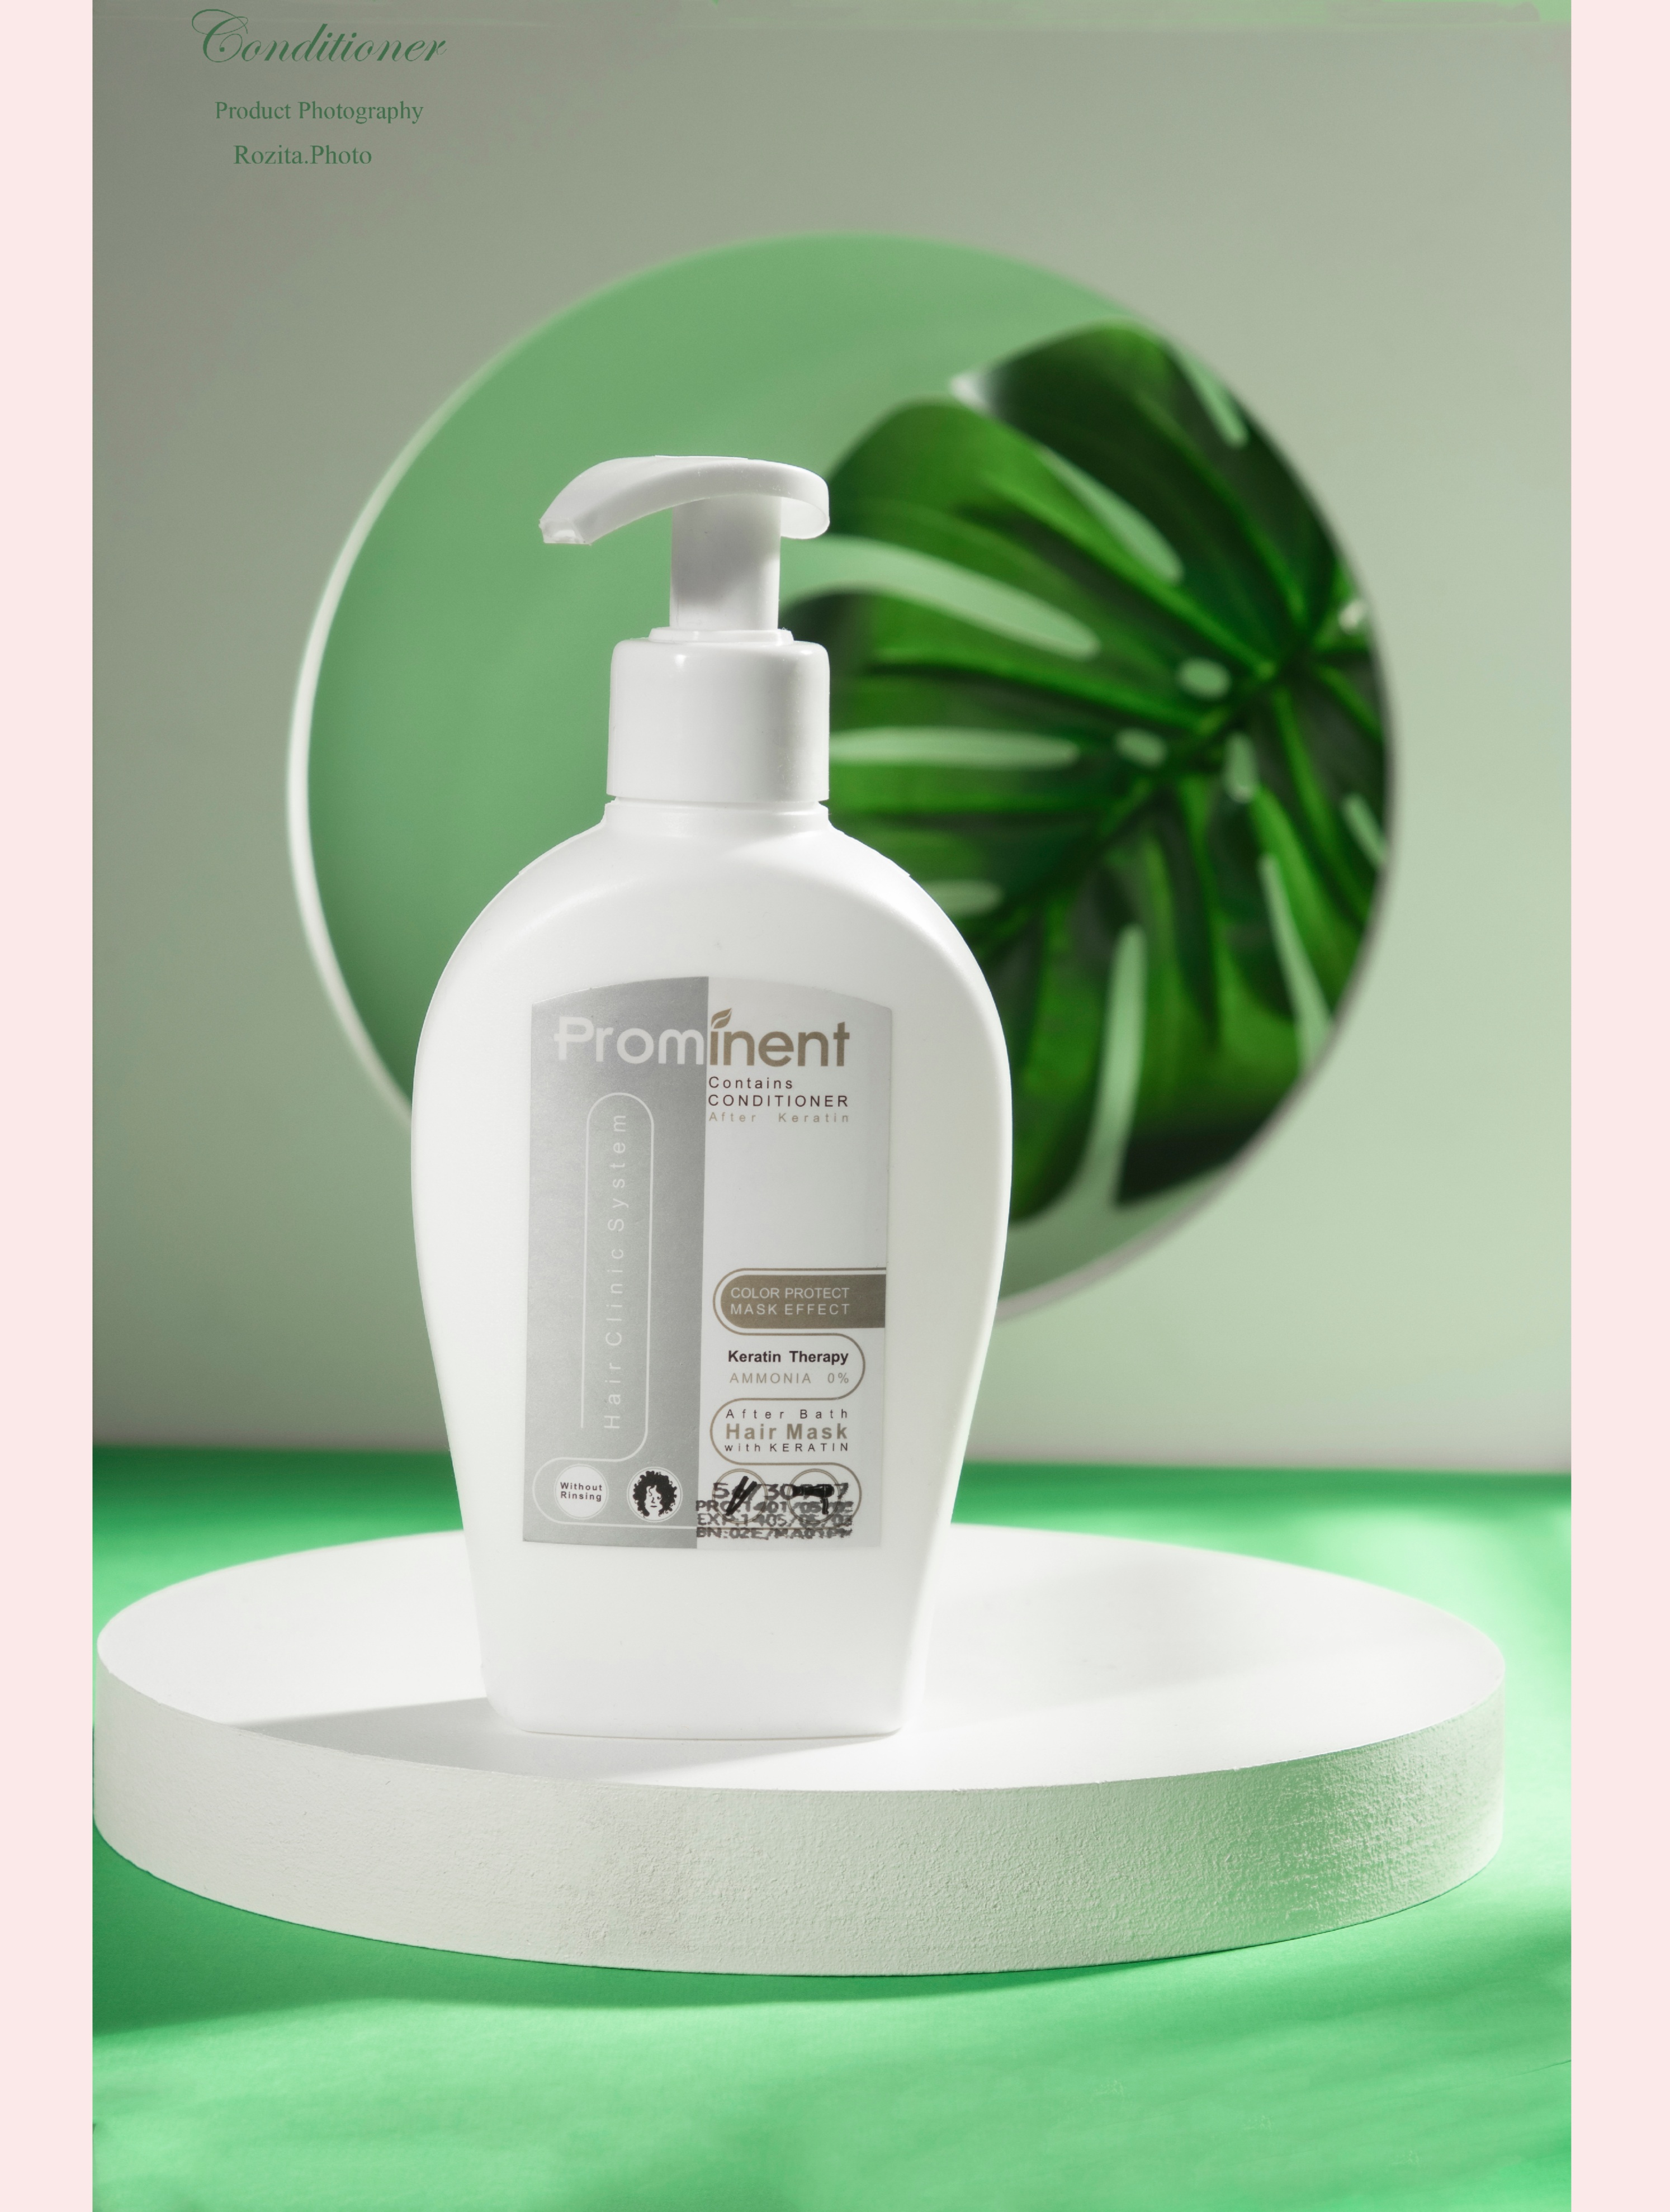 Conditioner
Product Photography
Rozita.Photo
Prominent
Contains
CONDITIONER
After Keratin
Hair Clinic System
COLOR PROTECT
MASK EFFECT
Keratin Therapy
AMMONIA 0%
After Bath
Hair Mask
with KERATIN
Without
Rinsing